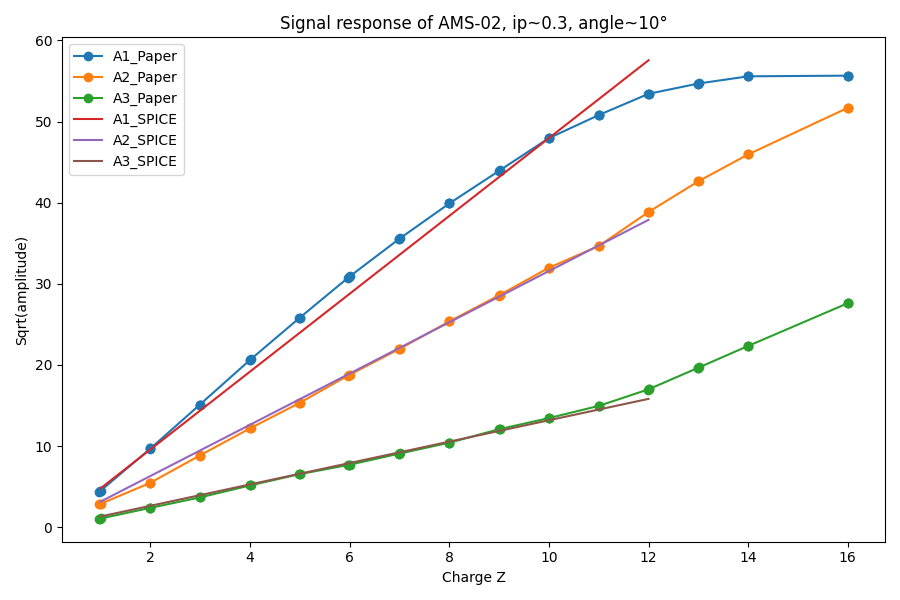 Signal response of AMS-02, ip~0.3, angle~10°
A1_Paper
A2_Paper
A3_Paper
A1_SPICE
A2_SPICE
A3_SPICE
Sqrt(amplitude)
60
50
40
30
20
10
0
2 4 6 8 10 12 14 16
Charge Z